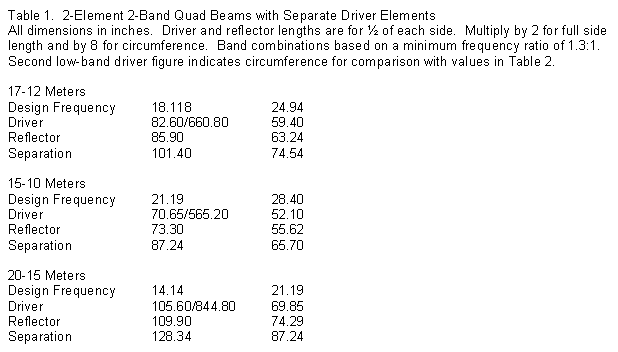 Table 1.  2-Element 2-Band Quad Beams with Separate Driver Elements
All dimensions in inches.  Driver and reflector lengths are for ½ of each side.  Multiply by 2 for full side
length and by 8 for circumference.  Band combinations based on a minimum frequency ratio of 1.3:1.
Second low-band driver figure indicates circumference for comparison with values in Table 2.
17-12 Meters
Design Frequency 18.118 24.94
Driver 82.60/660.80 59.40
Reflector 85.90 63.24
Separation 101.40 74.54
15-10 Meters
Design Frequency 21.19 28.40
Driver 70.65/565.20 52.10
Reflector 73.30 55.62
Separation 87.24 65.70
20-15 Meters
Design Frequency 14.14 21.19
Driver 105.60/844.80 69.85
Reflector 109.90 74.29
Separation 128.34 87.24